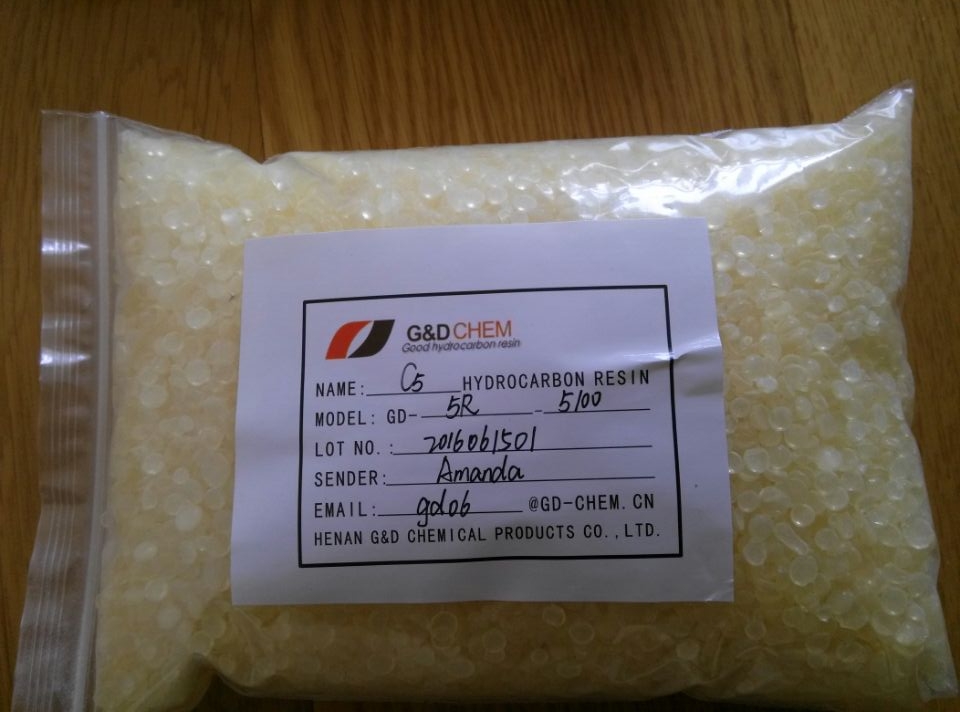 G&D CHEM
Good hydrocarbon resin
NAME: C5 HYDROCARBON RESIN
MODEL: GD- 5R - 5100
LOT NO.: 2016061501
SENDER: Amanda
EMAIL: gd06 @GD-CHEM.CN
HENAN G&D CHEMICAL PRODUCTS CO.,LTD.